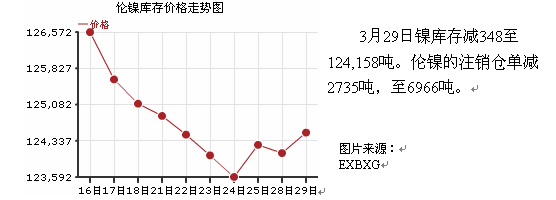 伦镍库存价格走势图
价格
126,572
125,827
125,082
124,337
123,592
16日 17日 18日 21日 22日 23日 24日 25日 28日 29日
3月29日镍库存减348至
124,158吨。伦镍的注销仓单减
2735吨，至6966吨。
图片来源：
EXBXG